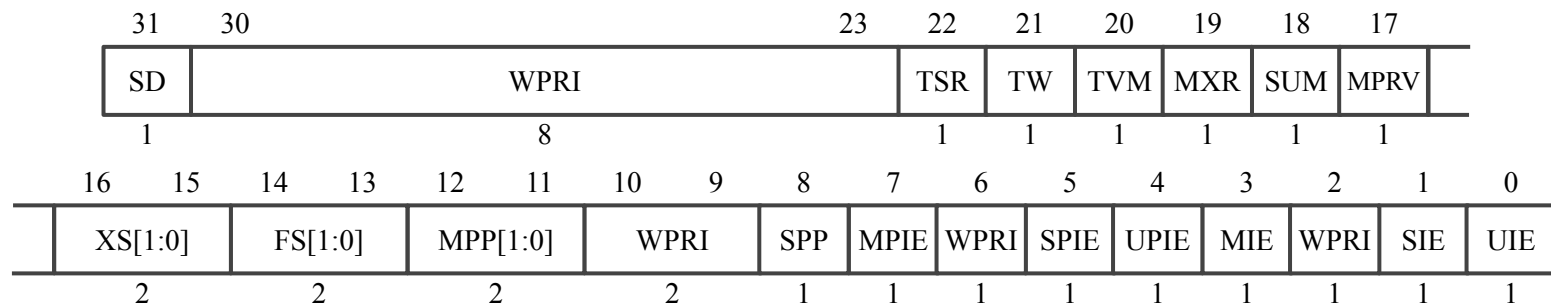 31 30 23 22 21 20 19 18 17
SD WPRI TSR TW TVM MXR SUM MPRV
1 8 1 1 1 1 1 1
16 15 14 13 12 11 10 9 8 7 6 5 4 3 2 1 0
XS[1:0] FS[1:0] MPP[1:0] WPRI SPP MPIE WPRI SPIE UPIE MIE WPRI SIE UIE
2 2 2 2 1 1 1 1 1 1 1 1 1